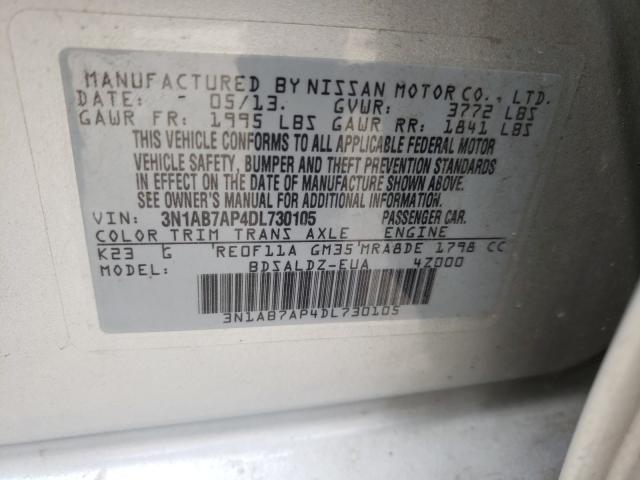 MANUFACTURED BY NISSAN MOTOR CO., LTD.
DATE: - 05/13. GVWR: 3772 LBS
GAWR FR: 1995 LBS GAWR RR: 1841 LBS
THIS VEHICLE CONFORMS TO ALL APPLICABLE FEDERAL MOTOR
VEHICLE SAFETY, BUMPER AND THEFT PREVENTION STANDARDS
IN EFFECT ON THE DATE OF MANUFACTURE SHOWN ABOVE.
SEE OWNER'S MANUAL FOR ADDITIONAL INFORMATION
VIN: 3N1AB7AP4DL730105 PASSENGER CAR.
COLOR TRIM TRANS AXLE ENGINE
K23 G RE0F11A GM35 MRA8DE 1798 CC
MODEL: BDSALDZ-EUA 4Z000
3N1AB7AP4DL730105